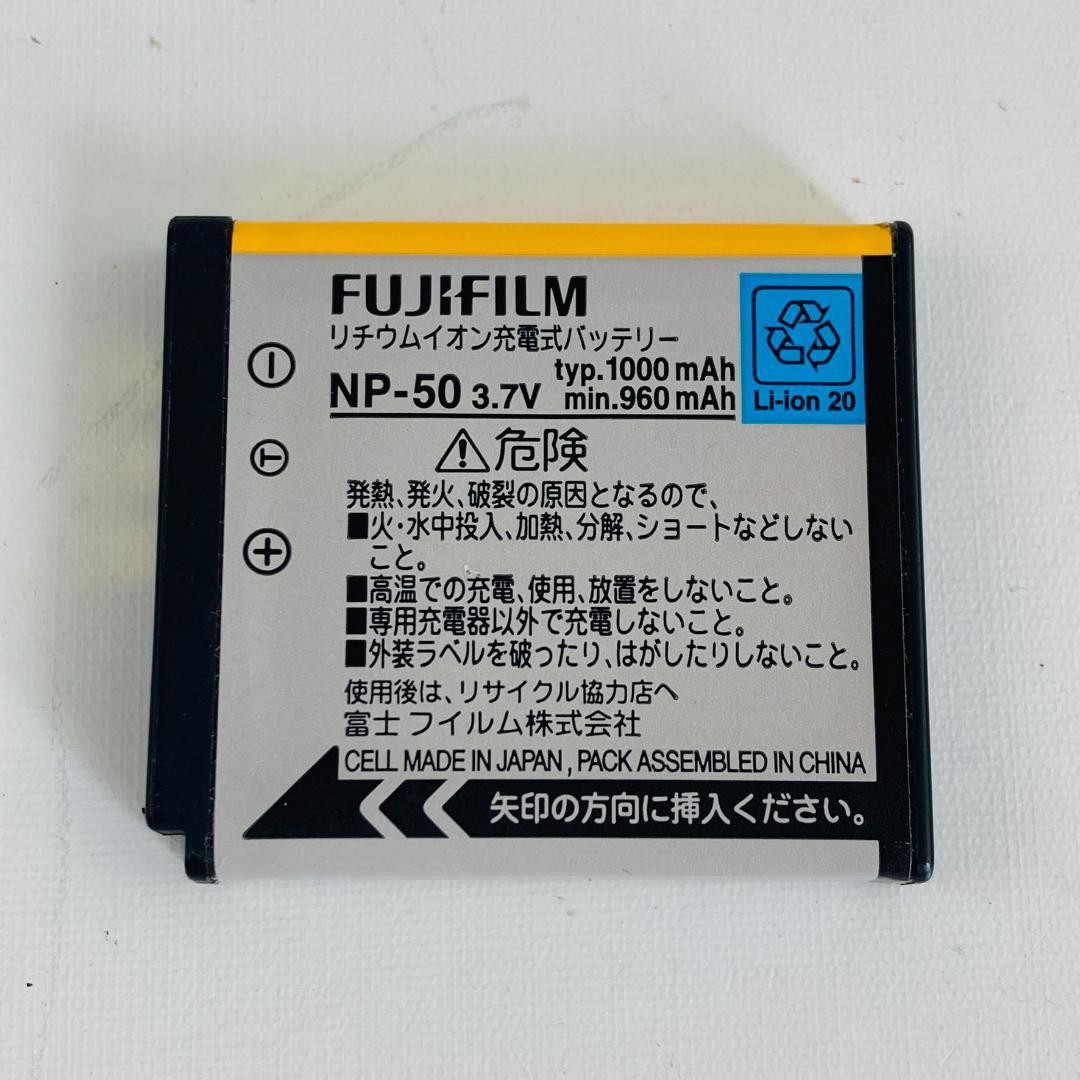 FUJIFILM
リチウムイオン充電式バッテリー
typ.1000 mAh
NP-50 3.7V min.960 mAh
Li-ion 20
⚠危険
発熱、発火、破裂の原因となるので、
■火・水中投入、加熱、分解、ショートなどしない
こと。
■高温での充電、使用、放置をしないこと。
■専用充電器以外で充電しないこと。
■外装ラベルを破ったり、はがしたりしないこと。
使用後は、リサイクル協力店へ
富士フイルム株式会社
CELL MADE IN JAPAN , PACK ASSEMBLED IN CHINA
矢印の方向に挿入ください。
−
T
+